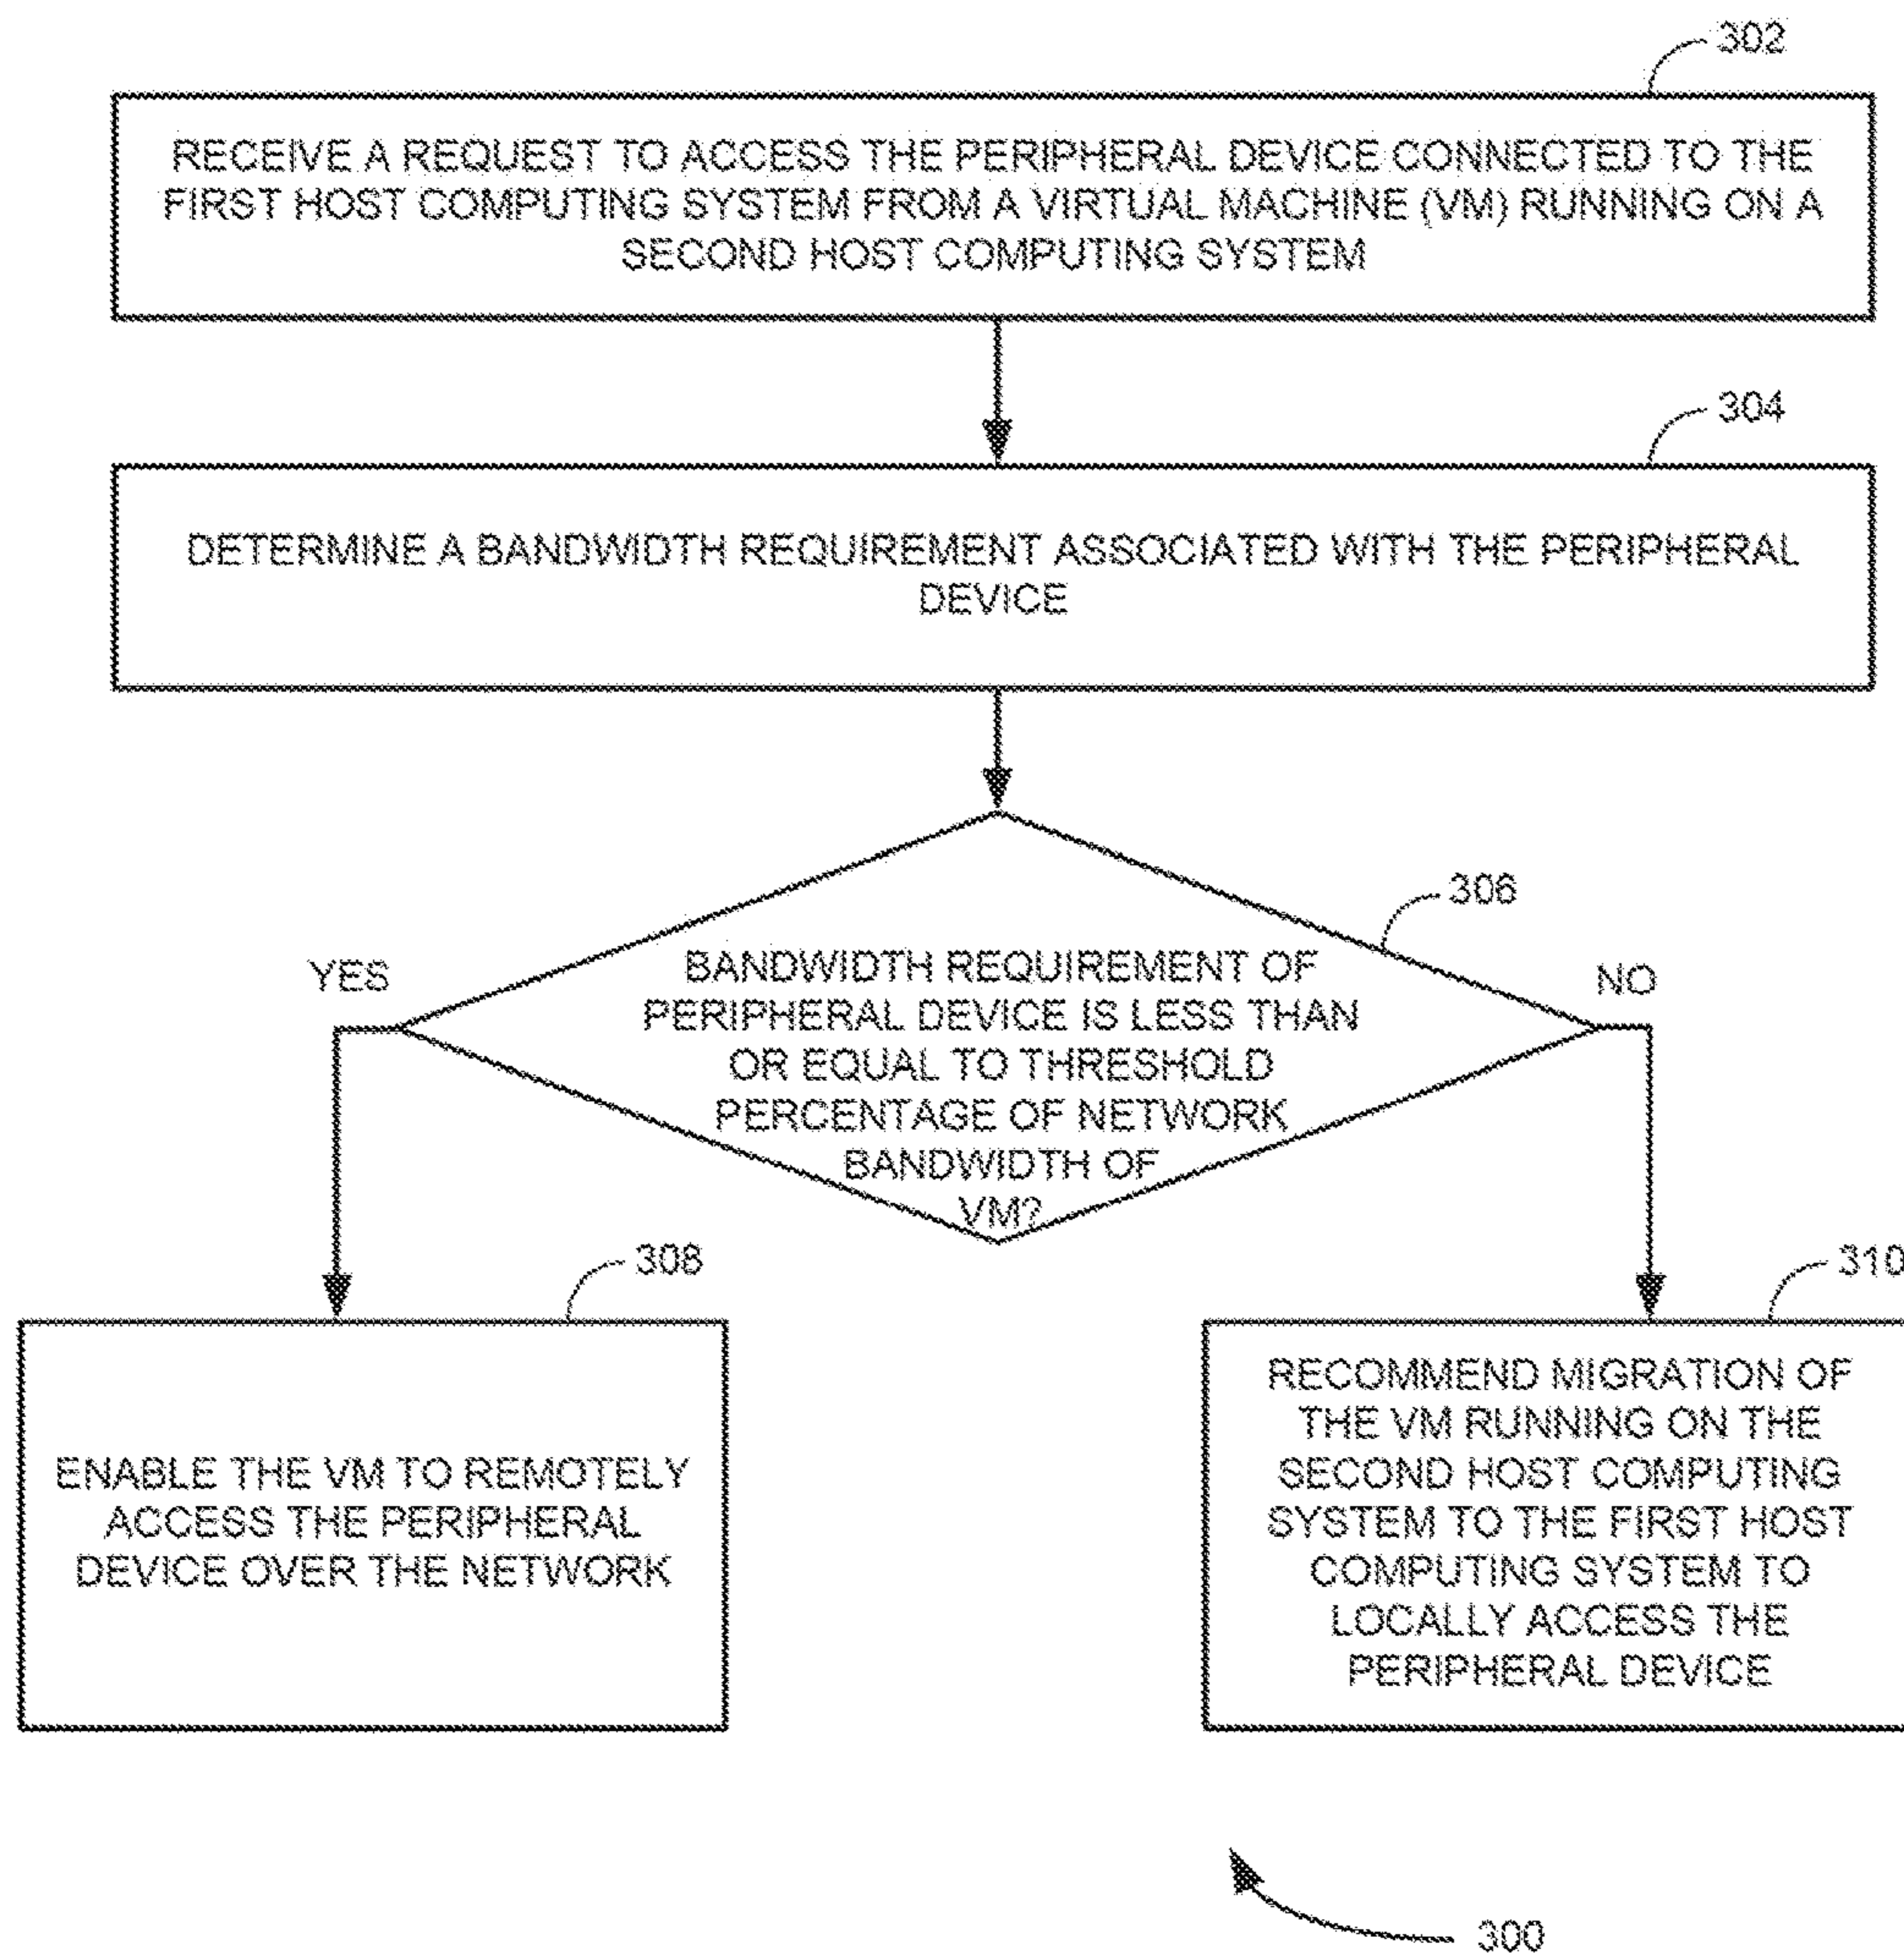 302
RECEIVE A REQUEST TO ACCESS THE PERIPHERAL DEVICE CONNECTED TO THE
FIRST HOST COMPUTING SYSTEM FROM A VIRTUAL MACHINE (VM) RUNNING ON A
SECOND HOST COMPUTING SYSTEM
304
DETERMINE A BANDWIDTH REQUIREMENT ASSOCIATED WITH THE PERIPHERAL
DEVICE
306
YES
NO
BANDWIDTH REQUIREMENT OF
PERIPHERAL DEVICE IS LESS THAN
OR EQUAL TO THRESHOLD
PERCENTAGE OF NETWORK
BANDWIDTH OF
VM?
308
ENABLE THE VM TO REMOTELY
ACCESS THE PERIPHERAL
DEVICE OVER THE NETWORK
310
RECOMMEND MIGRATION OF
THE VM RUNNING ON THE
SECOND HOST COMPUTING
SYSTEM TO THE FIRST HOST
COMPUTING SYSTEM TO
LOCALLY ACCESS THE
PERIPHERAL DEVICE
300